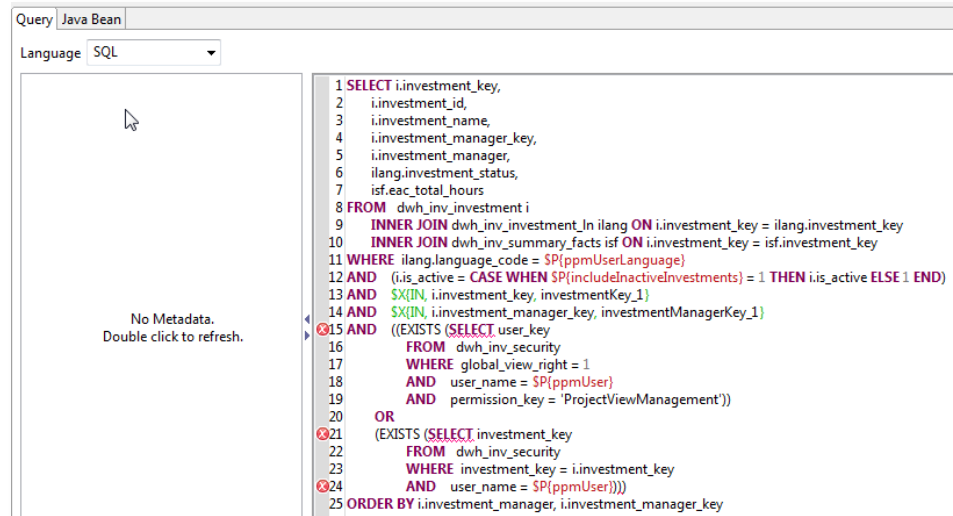 Query Java Bean
Language SQL
No Metadata.
Double click to refresh.
1 SELECT i.investment_key,
2 i.investment_id,
3 i.investment_name,
4 i.investment_manager_key,
5 i.investment_manager,
6 ilang.investment_status,
7 isf.eac_total_hours
8 FROM dwh_inv_investment i
9 INNER JOIN dwh_inv_investment_ln ilang ON i.investment_key = ilang.investment_key
10 INNER JOIN dwh_inv_summary_facts isf ON i.investment_key = isf.investment_key
11 WHERE ilang.language_code = $P{ppmUserLanguage}
12 AND (i.is_active = CASE WHEN $P{includeInactiveInvestments} = 1 THEN i.is_active ELSE 1 END)
13 AND $X{IN, i.investment_key, investmentKey_1}
14 AND $X{IN, i.investment_manager_key, investmentManagerKey_1}
15 AND ((EXISTS (SELECT user_key
16 FROM dwh_inv_security
17 WHERE global_view_right = 1
18 AND user_name = $P{ppmUser}
19 AND permission_key = 'ProjectViewManagement'))
20 OR
21 (EXISTS (SELECT investment_key
22 FROM dwh_inv_security
23 WHERE investment_key = i.investment_key
24 AND user_name = $P{ppmUser})))
25 ORDER BY i.investment_manager, i.investment_manager_key